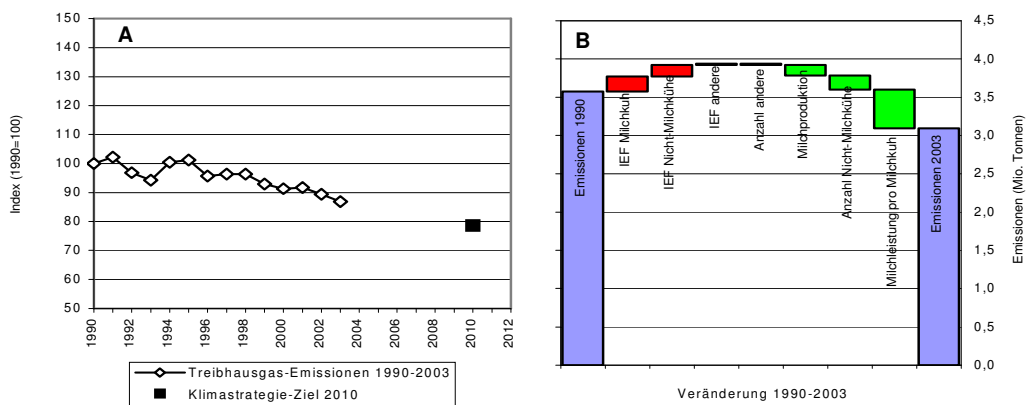 A
Index (1990=100)
150
140
130
120
110
100
90
80
70
60
50
1990
1992
1994
1996
1998
2000
2002
2004
2006
2008
2010
2012
Treibhausgas-Emissionen 1990-2003
Klimastrategie-Ziel 2010
B
Emissionen 1990
IEF Milchkuh
IEF Nicht-Milchkühe
IEF andere
Anzahl andere
Milchproduktion
Anzahl Nicht-Milchkühe
Milchleistung pro Milchkuh
Emissionen 2003
4,5
4,0
3,5
3,0
2,5
2,0
1,5
1,0
0,5
0,0
Emissionen (Mio. Tonnen)
Veränderung 1990-2003